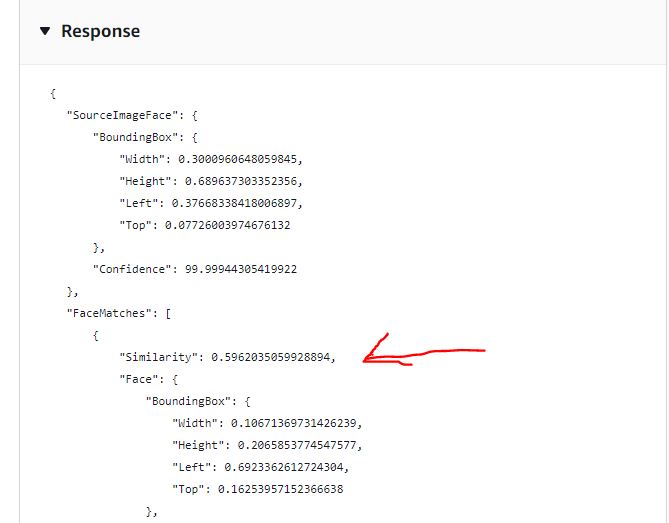 ▼ Response
{
"SourceImageFace": {
"BoundingBox": {
"Width": 0.3000960648059845,
"Height": 0.689637303352356,
"Left": 0.37668338418006897,
"Top": 0.07726003974676132
},
"Confidence": 99.99944305419922
},
"FaceMatches": [
{
"Similarity": 0.5962035059928894,
"Face": {
"BoundingBox": {
"Width": 0.10671369731426239,
"Height": 0.2065853774547577,
"Left": 0.6923362612724304,
"Top": 0.16253957152366638
},